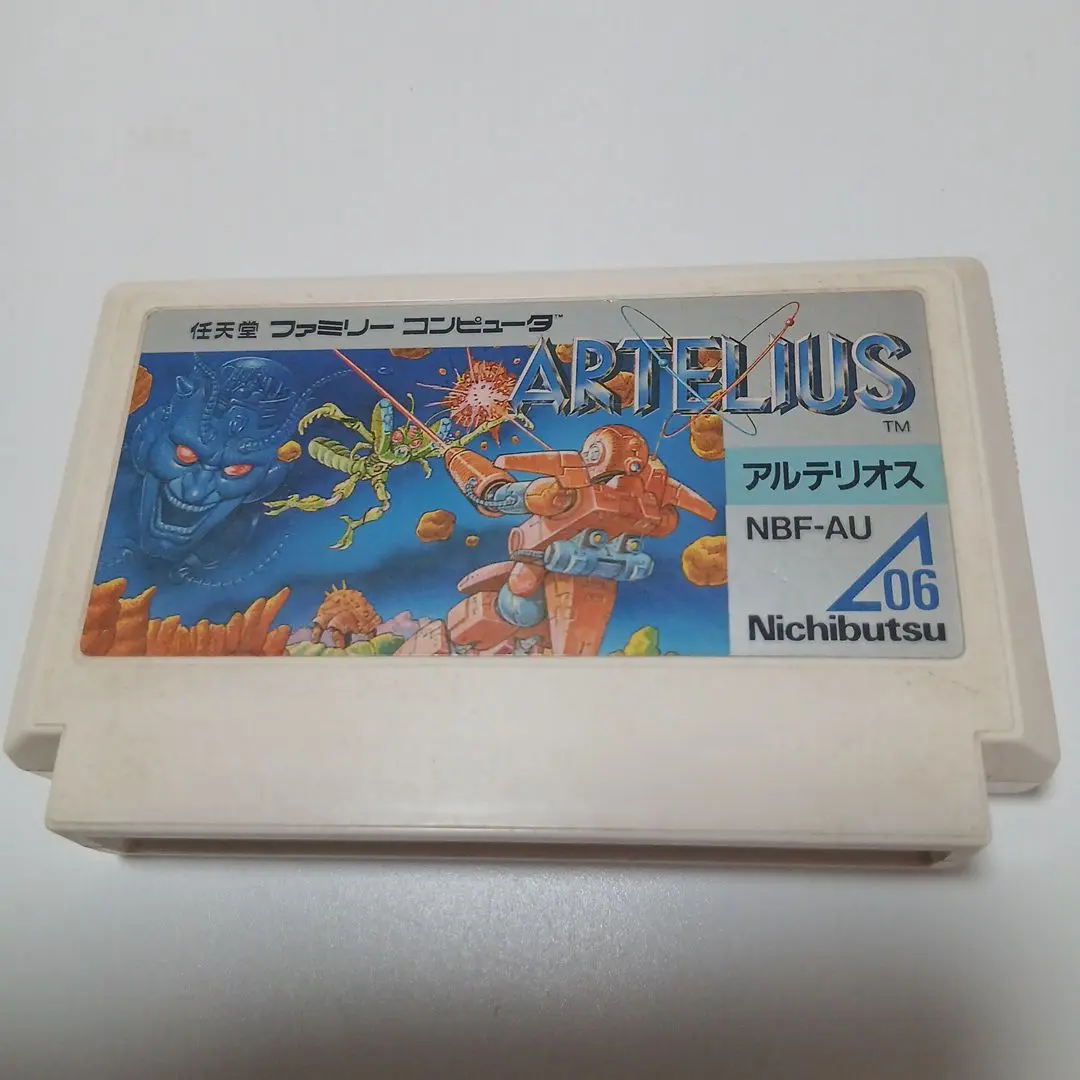 任天堂 ファミリー コンピュータ™
ARTELIUS
TM
アルテリオス
NBF-AU
06
Nichibutsu